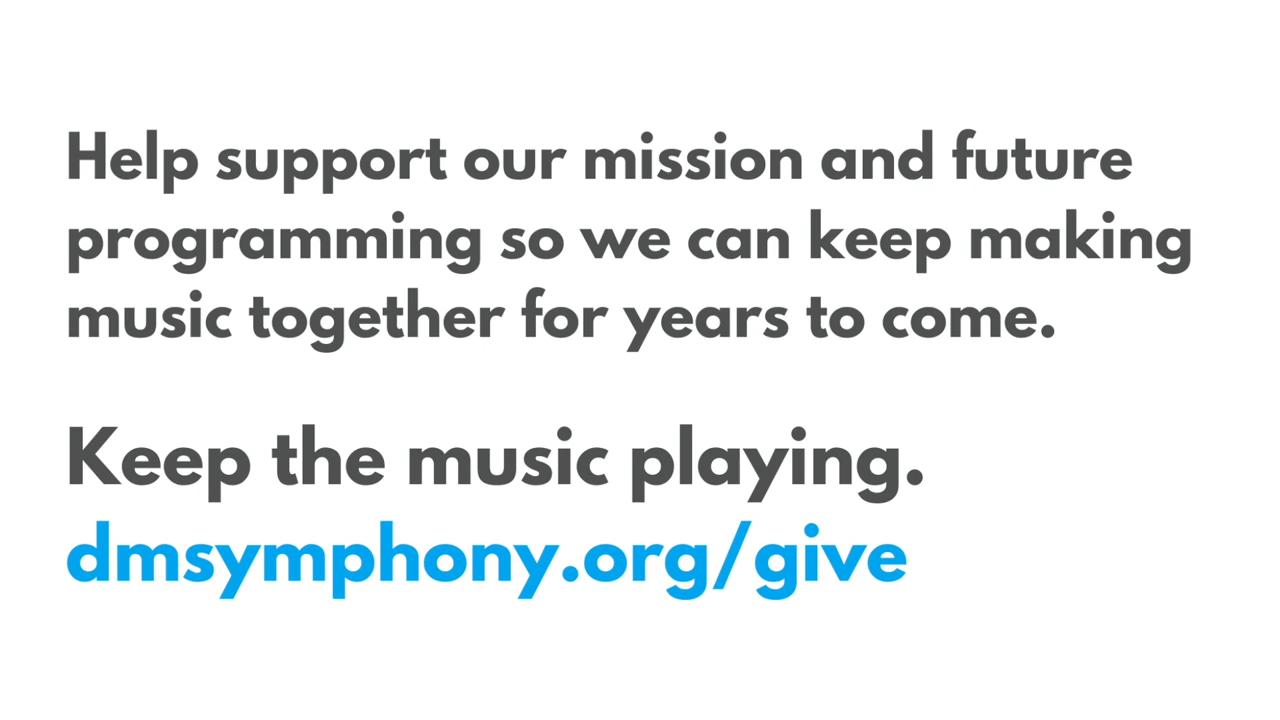 Help support our mission and future
programming so we can keep making
music together for years to come.
Keep the music playing.
dmsymphony.org/give